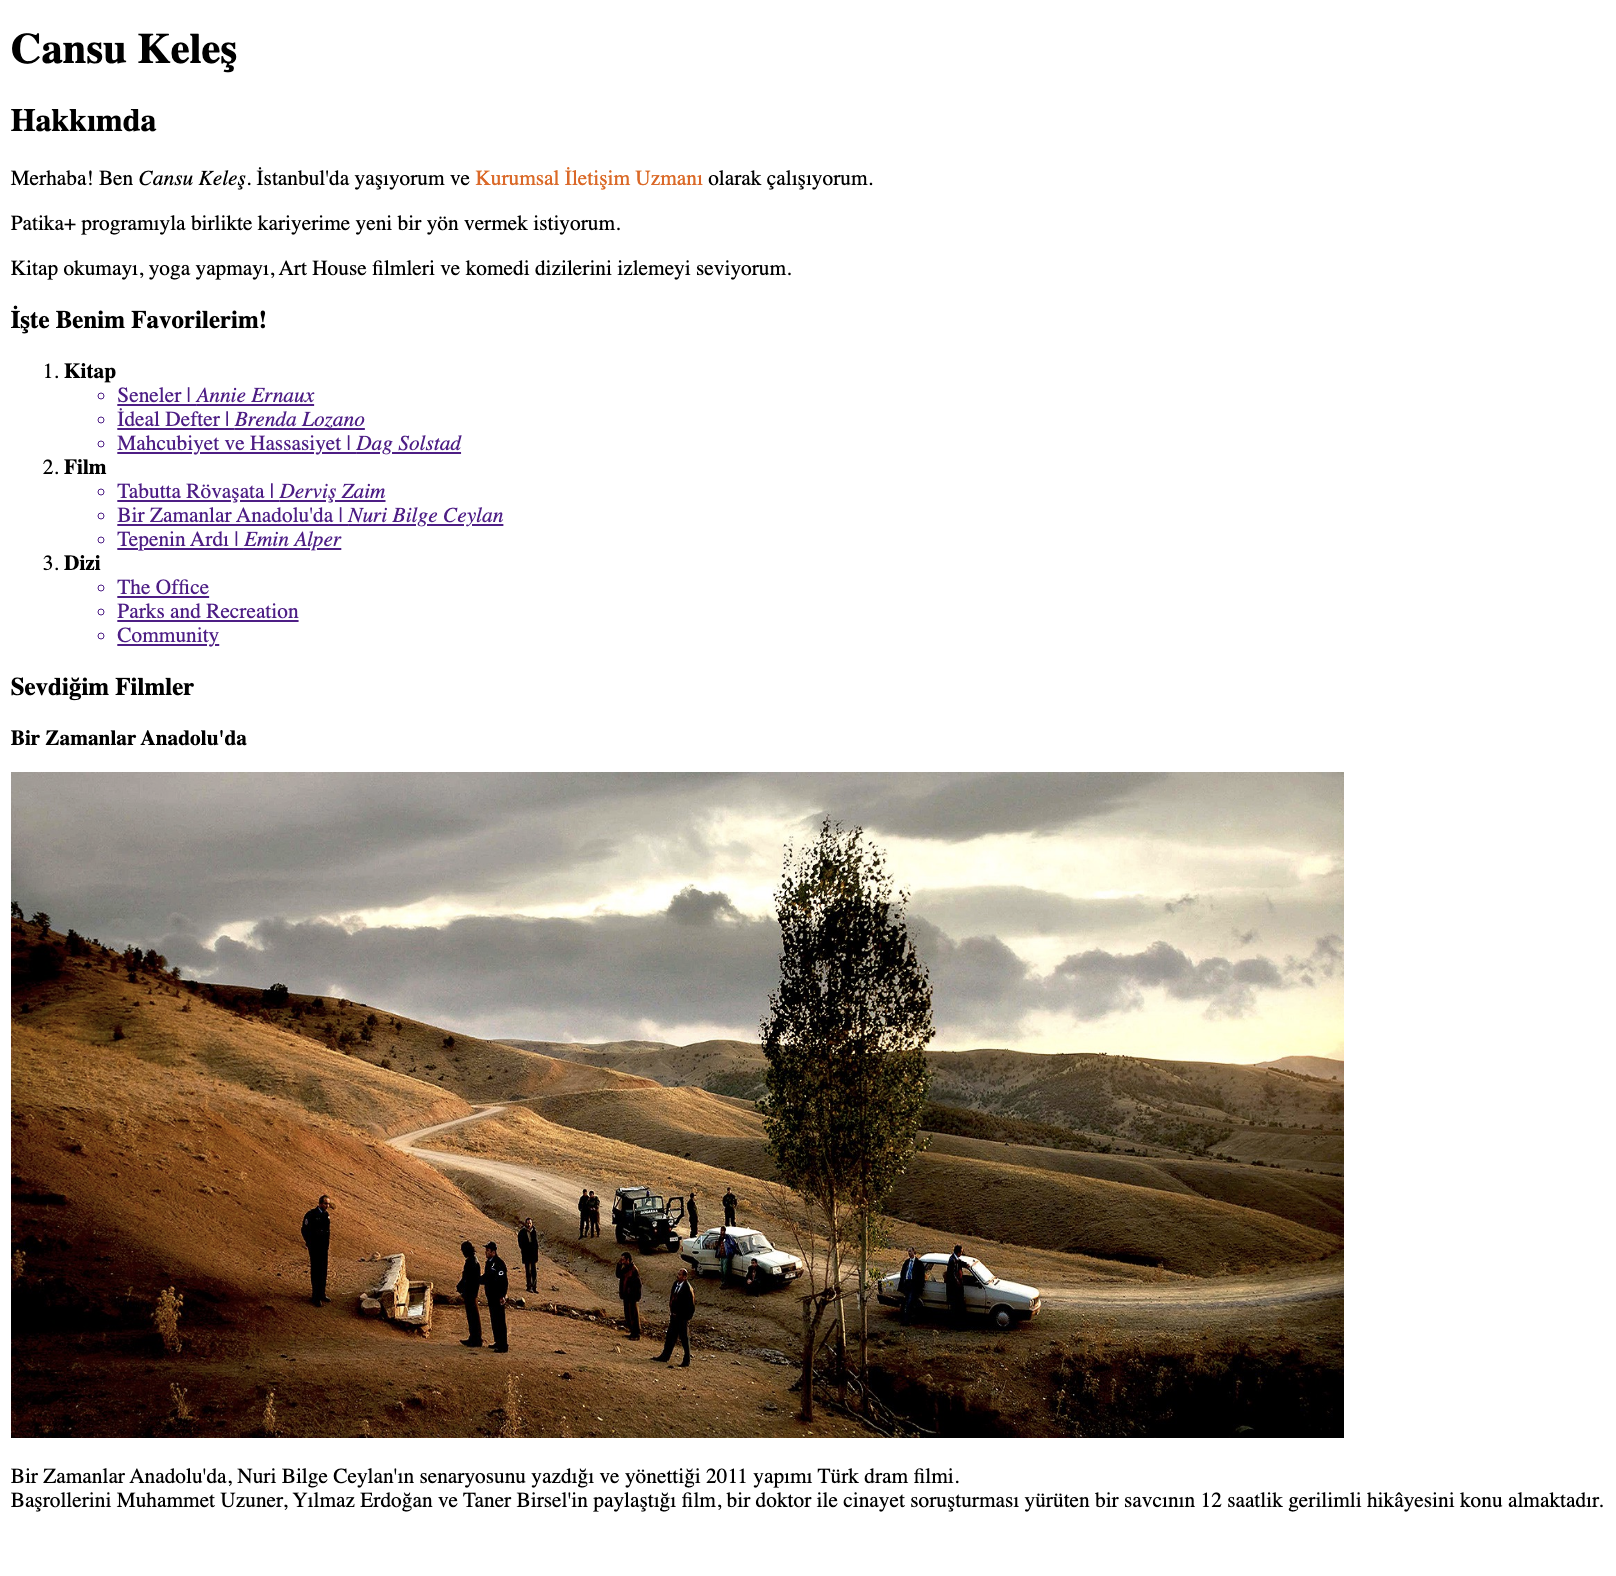 Cansu Keleş
Hakkımda
Merhaba! Ben Cansu Keleş. İstanbul'da yaşıyorum ve Kurumsal İletişim Uzmanı olarak çalışıyorum.
Patika+ programıyla birlikte kariyerime yeni bir yön vermek istiyorum.
Kitap okumayı, yoga yapmayı, Art House filmleri ve komedi dizilerini izlemeyi seviyorum.
İşte Benim Favorilerim!
1. Kitap
Seneler | Annie Ernaux
İdeal Defter | Brenda Lozano
Mahcubiyet ve Hassasiyet | Dag Solstad
2. Film
Tabutta Rövaşata | Derviş Zaim
Bir Zamanlar Anadolu'da | Nuri Bilge Ceylan
Tepenin Ardı | Emin Alper
3. Dizi
The Office
Parks and Recreation
Community
Sevdiğim Filmler
Bir Zamanlar Anadolu'da
Bir Zamanlar Anadolu'da, Nuri Bilge Ceylan'ın senaryosunu yazdığı ve yönettiği 2011 yapımı Türk dram filmi.
Başrollerini Muhammet Uzuner, Yılmaz Erdoğan ve Taner Birsel'in paylaştığı film, bir doktor ile cinayet soruşturması yürüten bir savcının 12 saatlik gerilimli hikâyesini konu almaktadır.